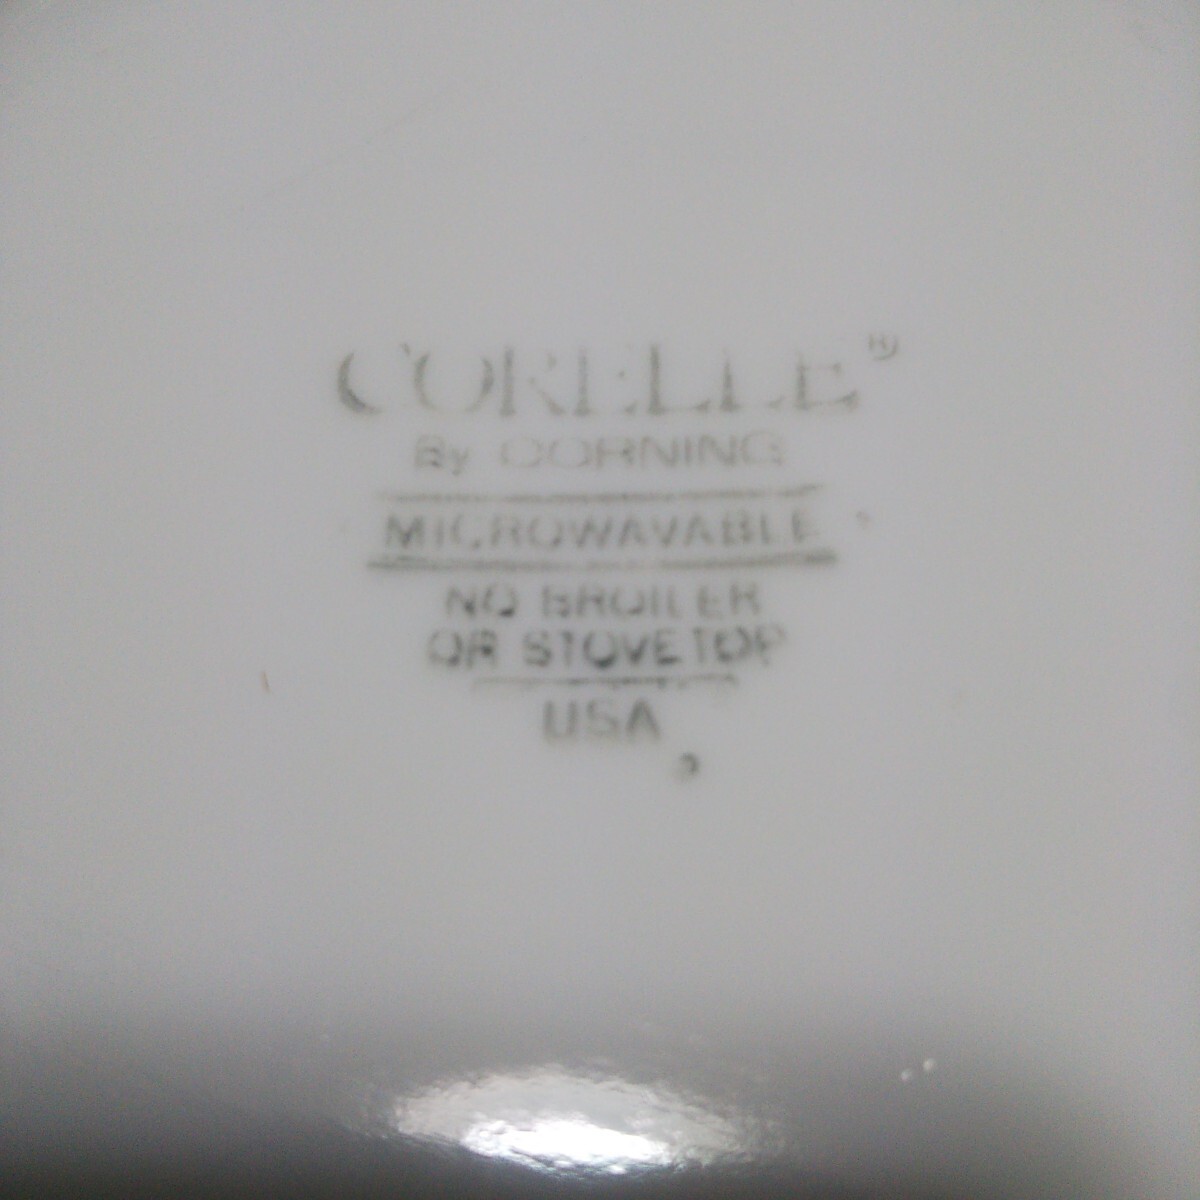 CORELLE®
By CORNING
MICROWAVABLE
NO BROILER
OR STOVETOP
USA